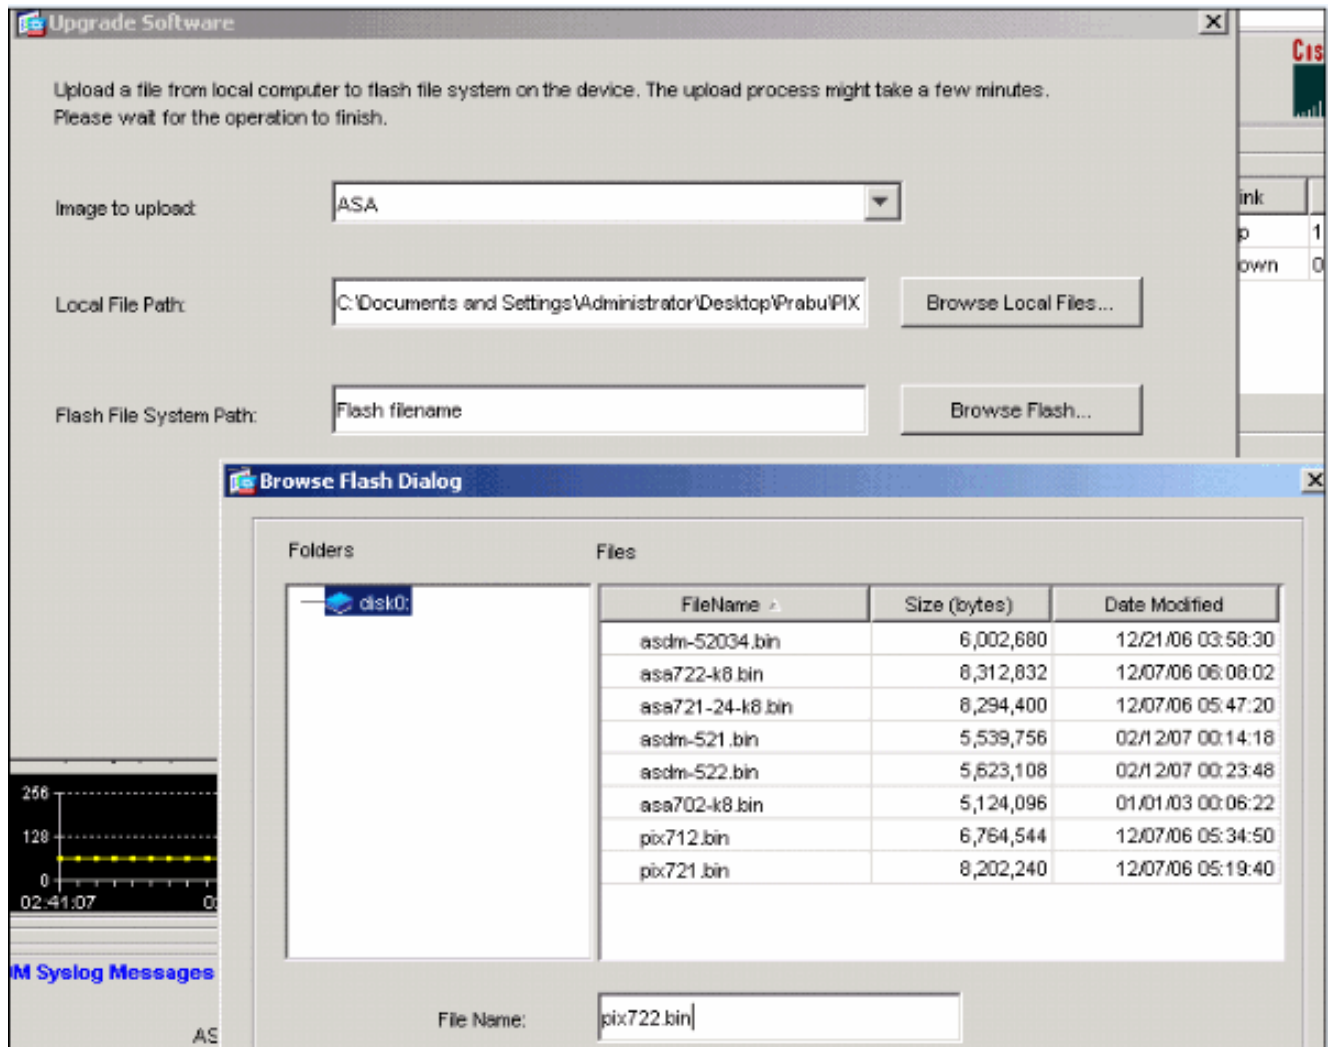 Upgrade Software
Cis
Upload a file from local computer to flash file system on the device. The upload process might take a few minutes.
Please wait for the operation to finish.
Image to upload: ASA
ink
p 1
own 0
Local File Path: C:\Documents and Settings\Administrator\Desktop\Prabu\PIX Browse Local Files...
Flash File System Path: Flash filename Browse Flash...
Browse Flash Dialog
Folders Files
disk0:
FileName Size (bytes) Date Modified
asdm-52034.bin 6,002,680 12/21/06 03:58:30
asa722-k8.bin 8,312,832 12/07/06 06:08:02
asa721-24-k8.bin 8,294,400 12/07/06 05:47:20
asdm-521.bin 5,539,756 02/12/07 00:14:18
asdm-522.bin 5,623,108 02/12/07 00:23:48
asa702-k8.bin 5,124,096 01/01/03 00:06:22
pix712.bin 6,764,544 12/07/06 05:34:50
pix721.bin 8,202,240 12/07/06 05:19:40
256
128
0
02:41:07 0
M Syslog Messages
File Name: pix722.bin
AS